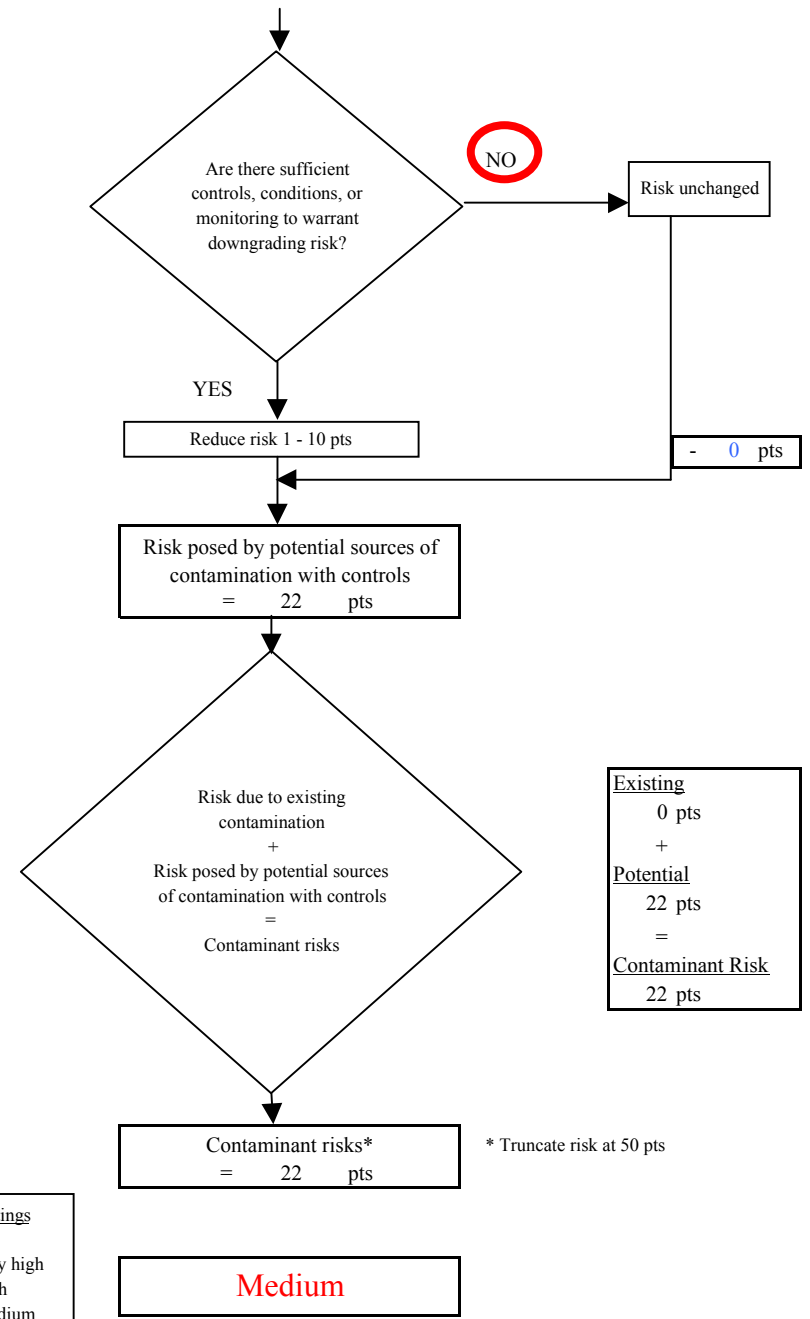 Are there sufficient
controls, conditions, or
monitoring to warrant
downgrading risk?
NO
Risk unchanged
YES
Reduce risk 1 - 10 pts
- 0 pts
Risk posed by potential sources of
contamination with controls
= 22 pts
Risk due to existing
contamination
+
Risk posed by potential sources
of contamination with controls
=
Contaminant risks
Existing
0 pts
+
Potential
22 pts
=
Contaminant Risk
22 pts
Contaminant risks*
= 22 pts
* Truncate risk at 50 pts
high
Medium